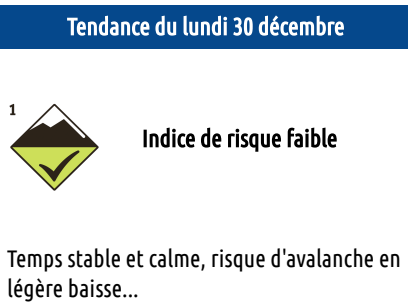 Tendance du lundi 30 décembre
1
Indice de risque faible
Temps stable et calme, risque d'avalanche en
légère baisse...